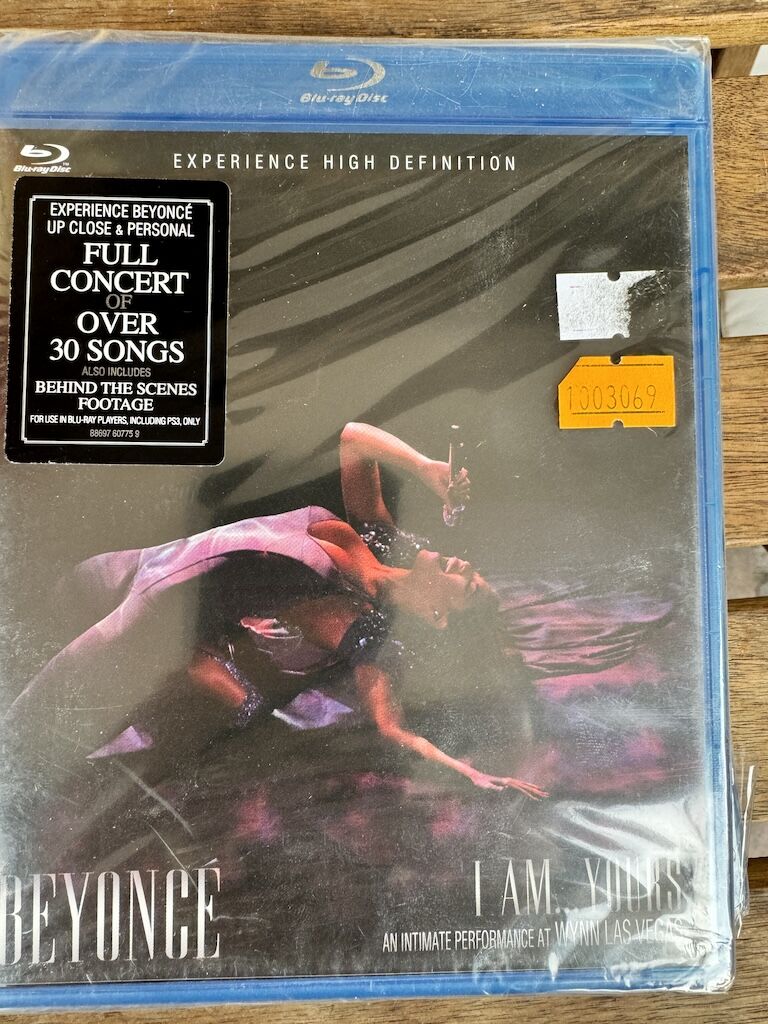 Blu-ray Disc
Blu-ray Disc
EXPERIENCE HIGH DEFINITION
EXPERIENCE BEYONCÉ
UP CLOSE & PERSONAL
FULL
CONCERT
OF
OVER
30 SONGS
ALSO INCLUDES
BEHIND THE SCENES
FOOTAGE
FOR USE IN BLU-RAY PLAYERS, INCLUDING PS3, ONLY
88697 60775 9
1003069
BEYONCÉ
I AM...YOURS
AN INTIMATE PERFORMANCE AT WYNN LAS VEGAS